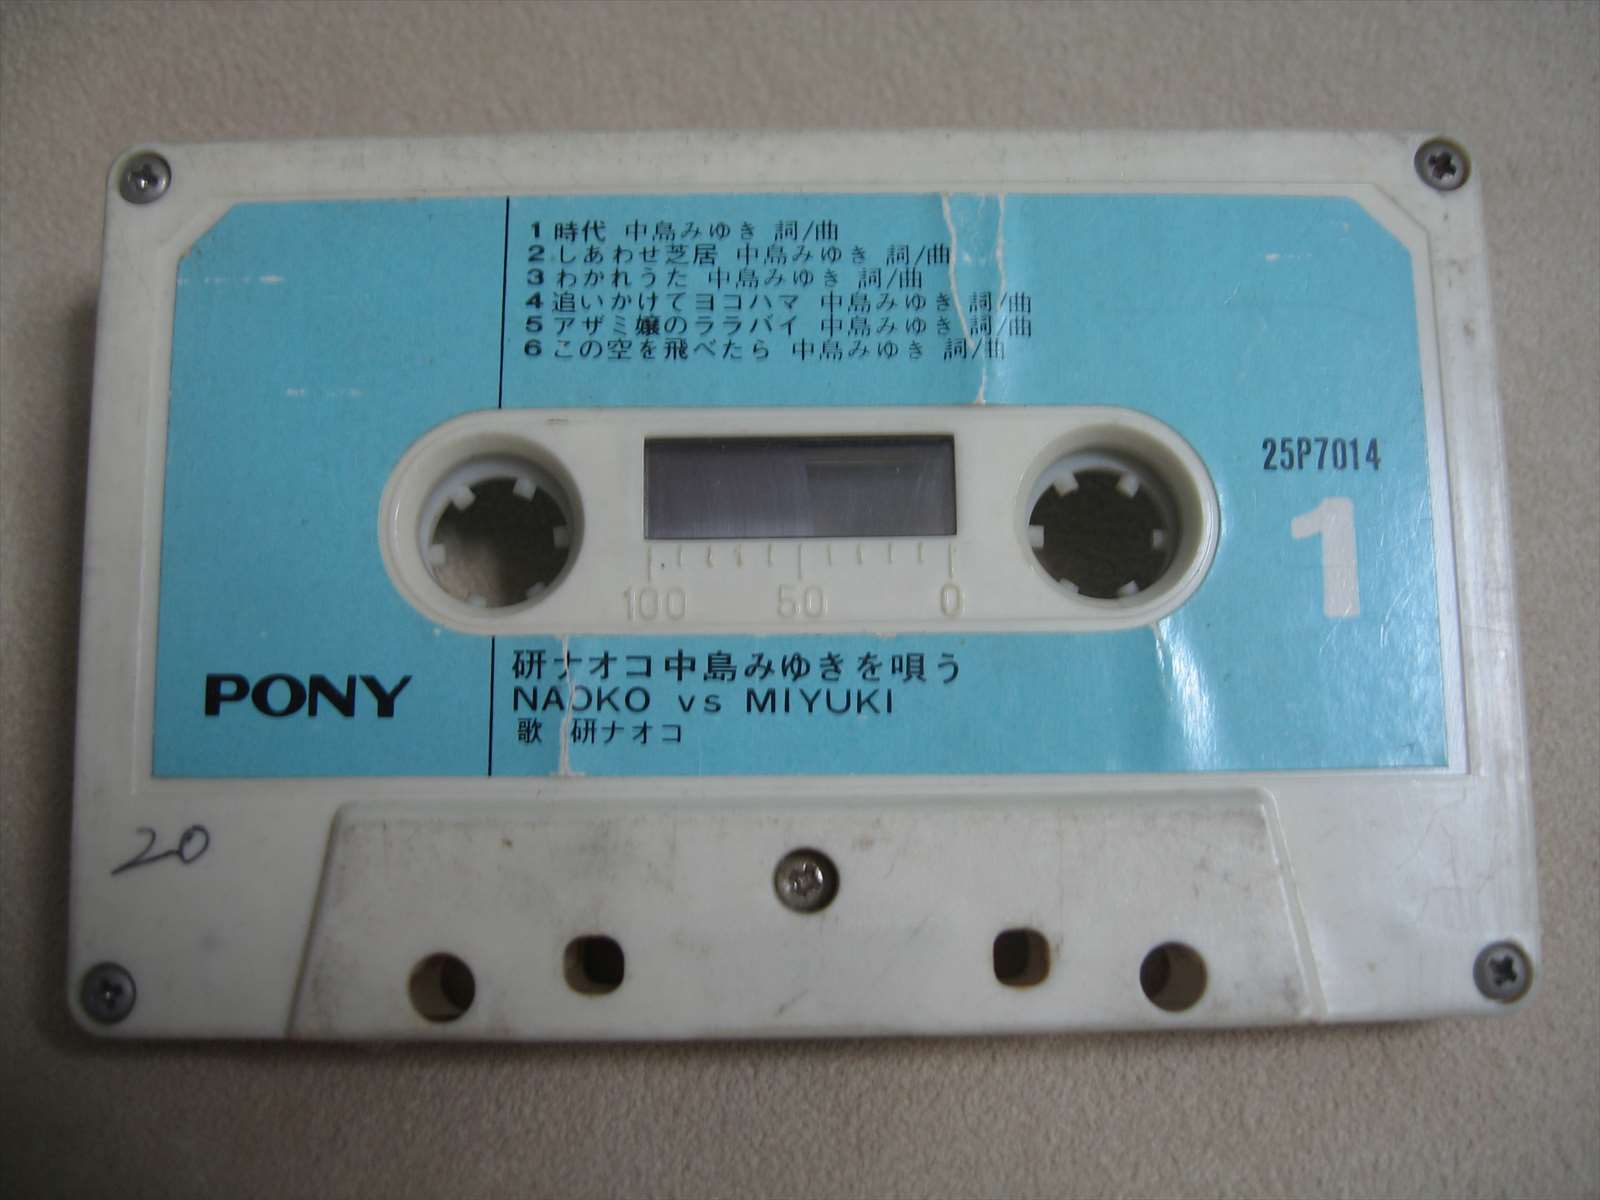 1 時代 中島みゆき 詞/曲
2 しあわせ芝居 中島みゆき 詞/曲
3 わかれうた 中島みゆき 詞/曲
4 追いかけてヨコハマ 中島みゆき 詞/曲
5 アザミ嬢のララバイ 中島みゆき 詞/曲
6 この空を飛べたら 中島みゆき 詞/曲
25P7014
1
100 50 0
PONY
研ナオコ中島みゆきを唄う
NAOKO vs MIYUKI
歌 研ナオコ
20